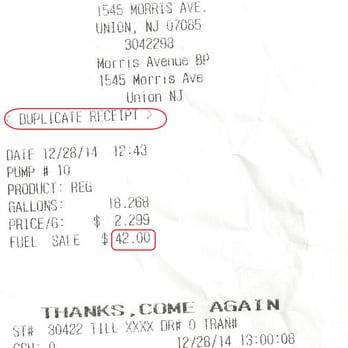 1545 MORRIS AVE.
UNION, NJ 07085
3042298
Morris Avenue BP
1545 Morris Ave
Union NJ
< DUPLICATE RECEIPT >
DATE 12/28/14 12:43
PUMP # 10
PRODUCT: REG
GALLONS: 18.268
PRICE/G: $ 2.299
FUEL SALE $ 42.00
THANKS, COME AGAIN
ST# 30422 TILL XXXX DR# 0 TRAN#
CSH: 0 12/28/14 13:00:08